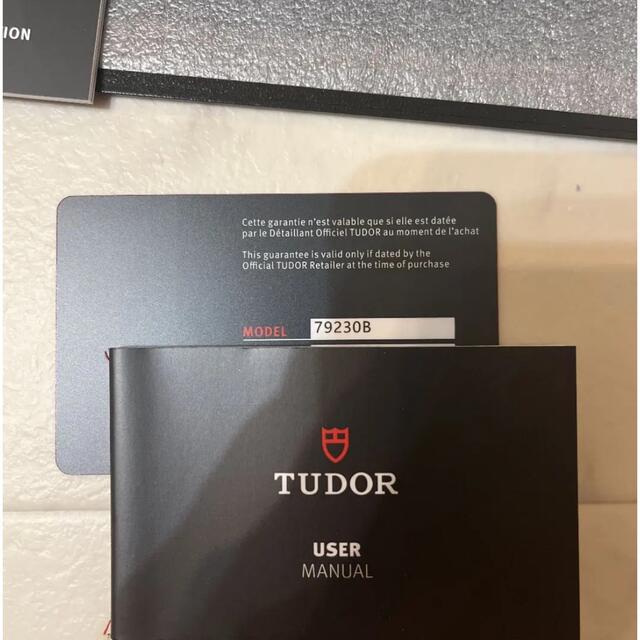 ION
Cette garantie n'est valable que si elle est datée
par le Détaillant Officiel TUDOR au moment de l'achat
This guarantee is valid only if dated by the
Official TUDOR Retailer at the time of purchase
MODEL 79230B
TUDOR
USER
MANUAL